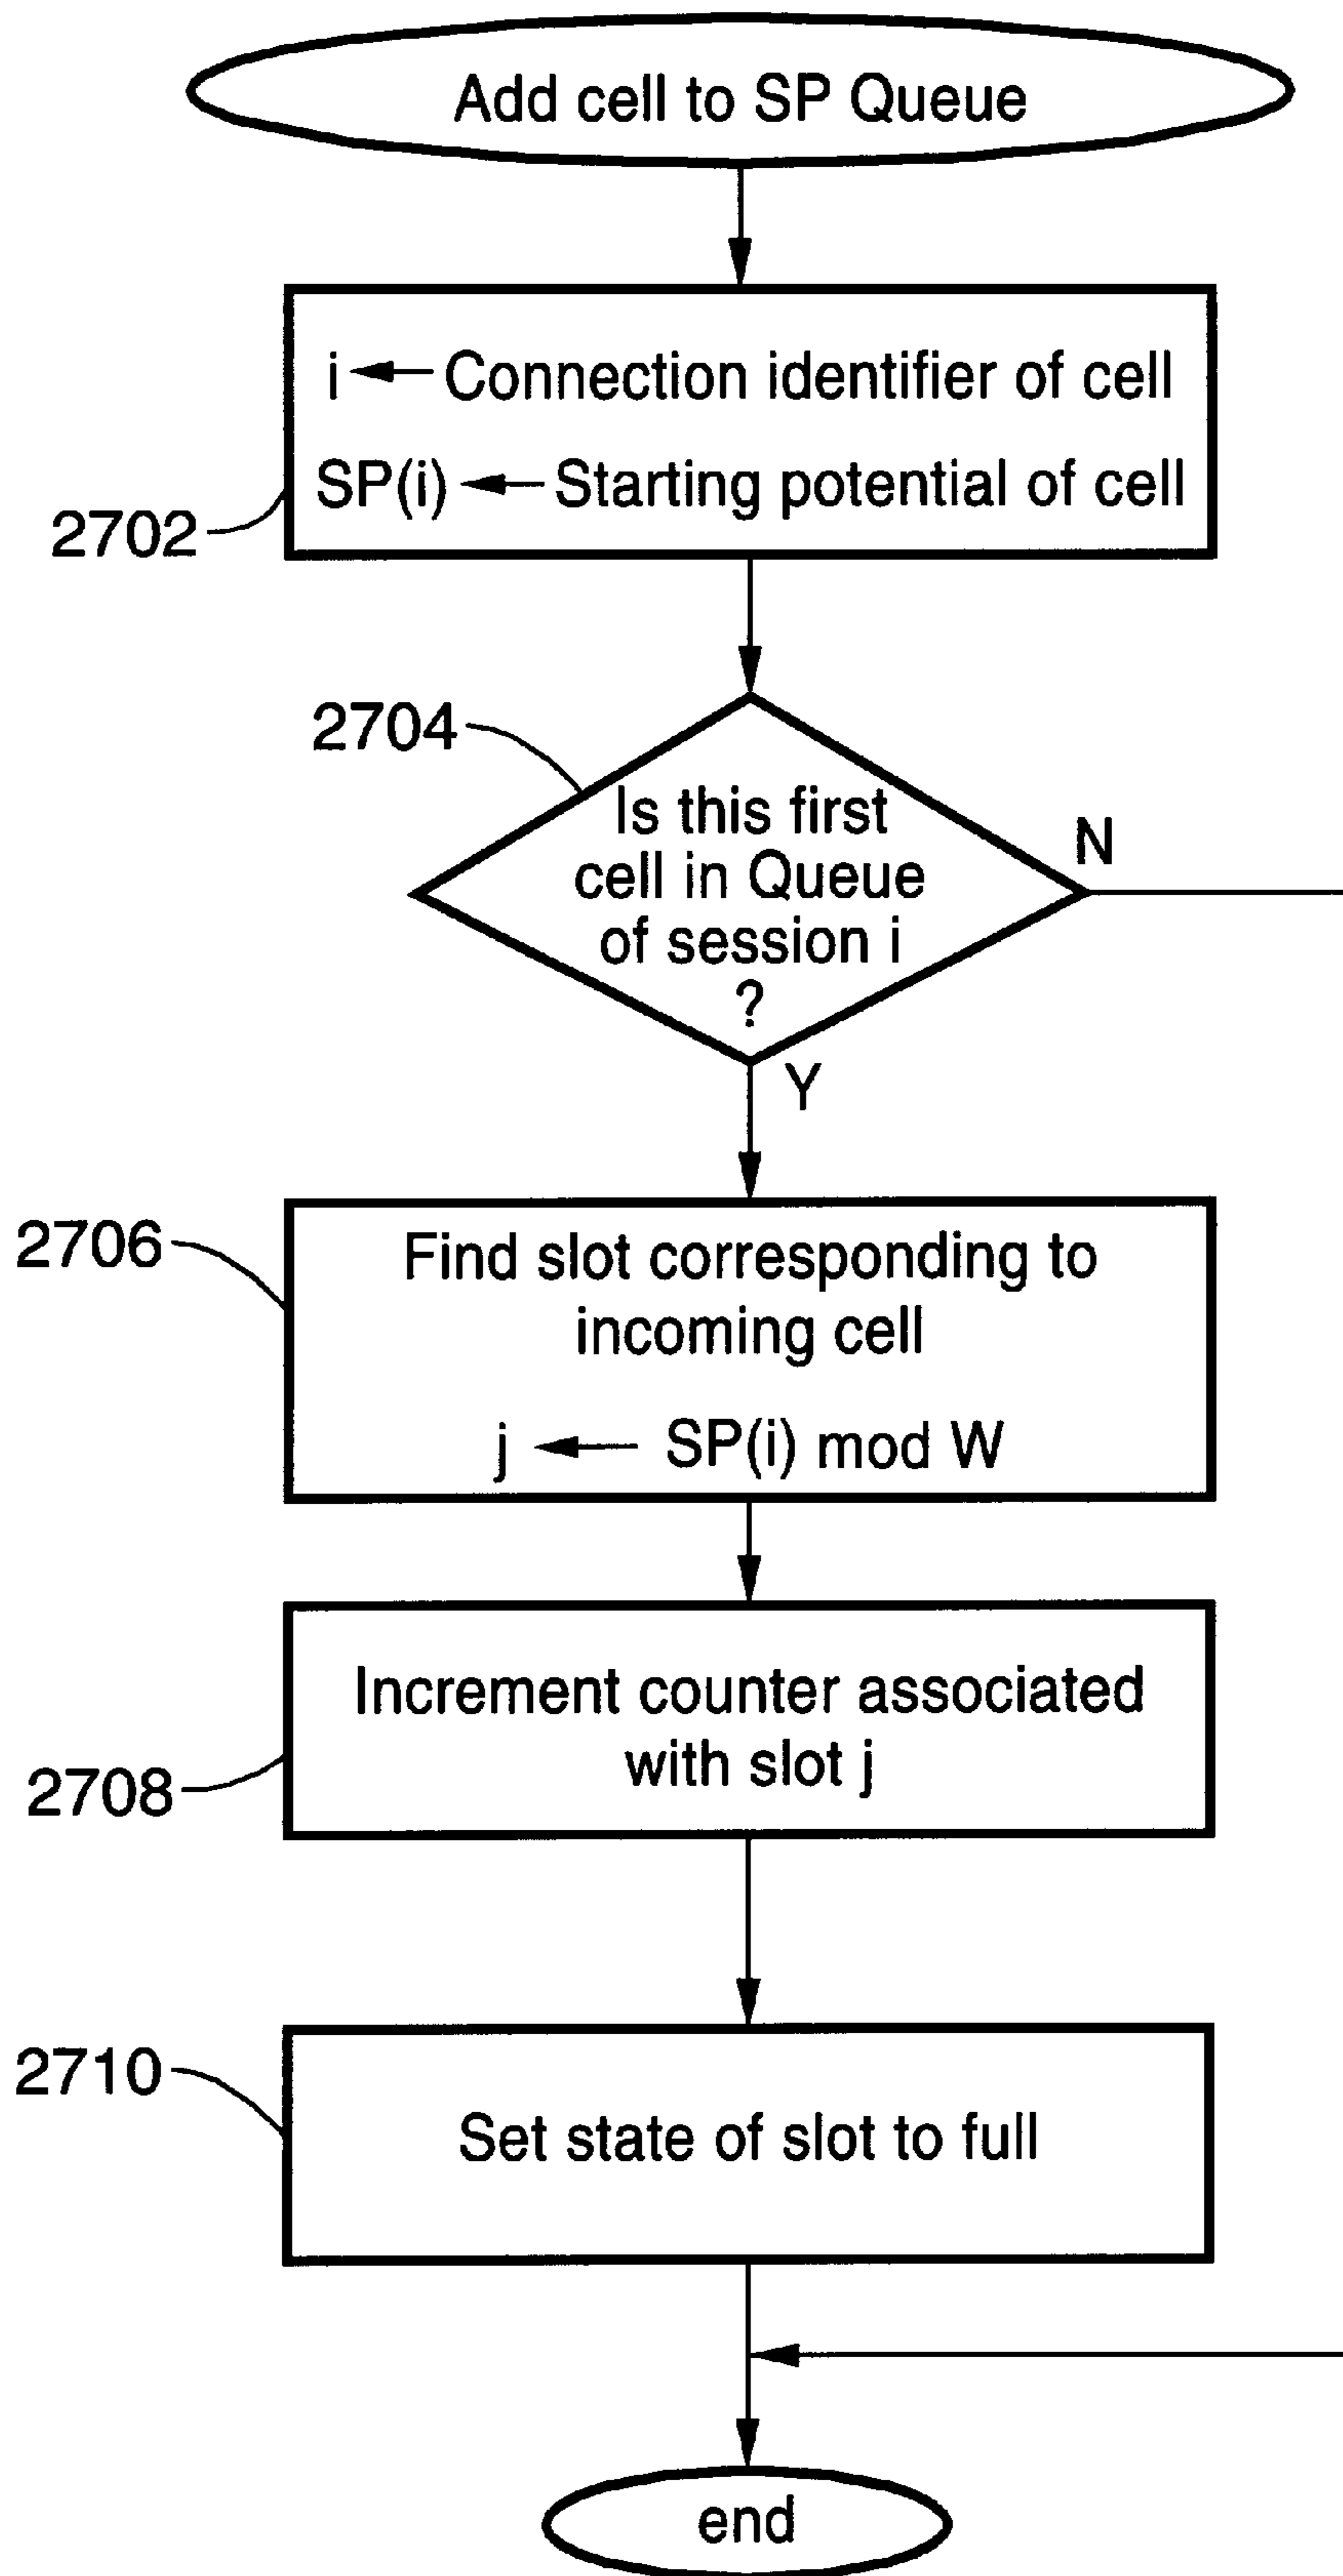 Add cell to SP Queue
i ← Connection identifier of cell
SP(i) ← Starting potential of cell
2702
2704
Is this first
cell in Queue
of session i
?
N
Y
2706
Find slot corresponding to
incoming cell
j ← SP(i) mod W
Increment counter associated
with slot j
2708
2710
Set state of slot to full
end